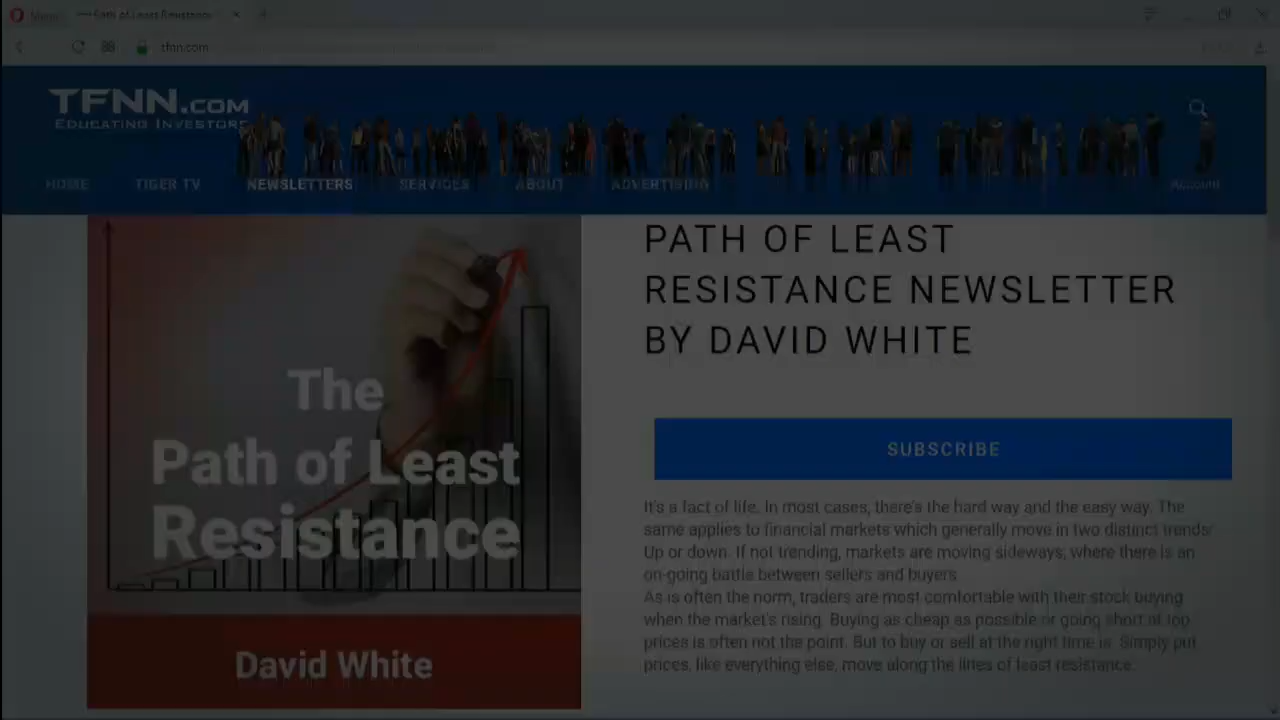 Menu
Path of Least Resistance
tfnn.com
TFNN.COM
EDUCATING INVESTORS
HOME TIGER TV NEWSLETTERS SERVICES ABOUT ADVERTISING
Account
The
Path of Least
Resistance
David White
PATH OF LEAST
RESISTANCE NEWSLETTER
BY DAVID WHITE
SUBSCRIBE
It's a fact of life. In most cases, there's the hard way and the easy way. The
same applies to financial markets which generally move in two distinct trends:
Up or down. If not trending, markets are moving sideways; where there is an
on-going battle between sellers and buyers.
As is often the norm, traders are most comfortable with their stock buying
when the market's rising. Buying as cheap as possible or going short at top
prices is often not the point. But to buy or sell at the right time is. Simply put
prices, like everything else, move along the lines of least resistance.